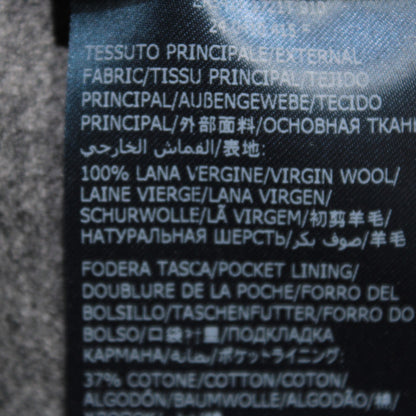 TESSUTO PRINCIPALE/EXTERNAL
FABRIC/TISSU PRINCIPAL/TEJIDO
PRINCIPAL/AUßENGEWEBE/TECIDO
PRINCIPAL/外部面料/ОСНОВНАЯ ТКАНЬ
القماش الخارجي/表地:
100% LANA VERGINE/VIRGIN WOOL/
LAINE VIERGE/LANA VIRGEN/
SCHURWOLLE/LÃ VIRGEM/初剪羊毛/
НАТУРАЛЬНАЯ ШЕРСТЬ/صوف بكر/羊毛
FODERA TASCA/POCKET LINING/
DOUBLURE DE LA POCHE/FORRO DEL
BOLSILLO/TASCHENFUTTER/FORRO DO
BOLSO/口袋衬里/ПОДКЛАДКА
КАРМАНА/بطانة/ポケットライニング:
37% COTONE/COTTON/COTON/
ALGODÓN/BAUMWOLLE/ALGODÃO/棉/